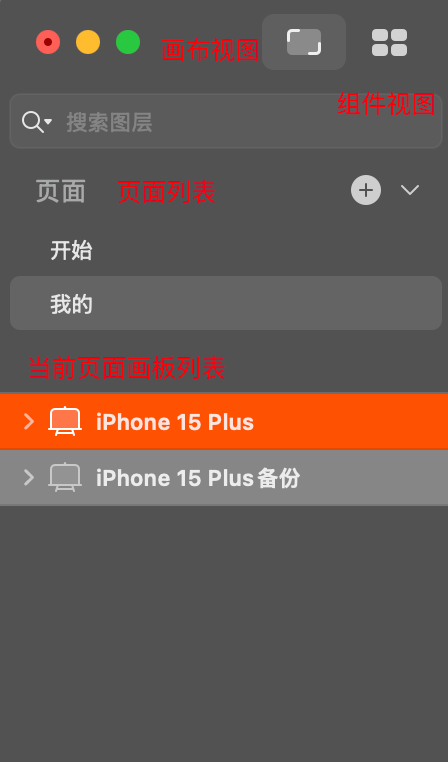 画布视图
组件视图
搜索图层
页面 页面列表
开始
我的
当前页面画板列表
iPhone 15 Plus
iPhone 15 Plus备份